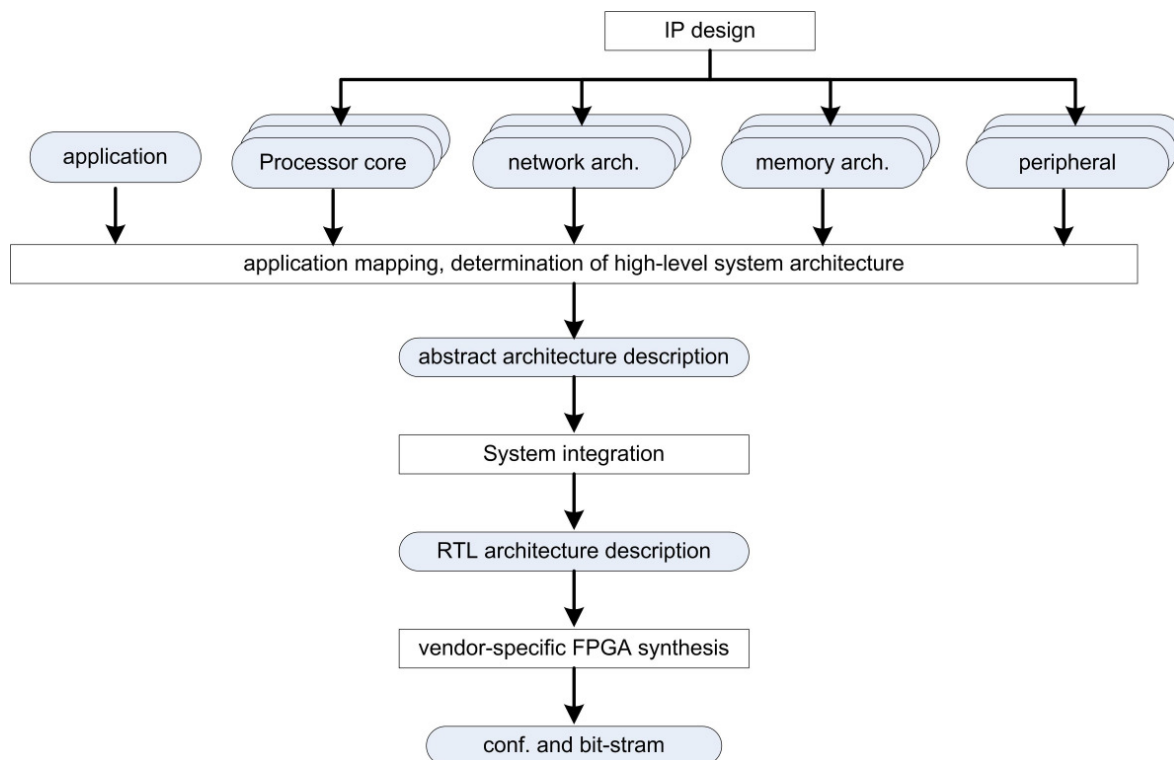 IP design
application
Processor core
network arch.
memory arch.
peripheral
application mapping, determination of high-level system architecture
abstract architecture description
System integration
RTL architecture description
vendor-specific FPGA synthesis
conf. and bit-stram